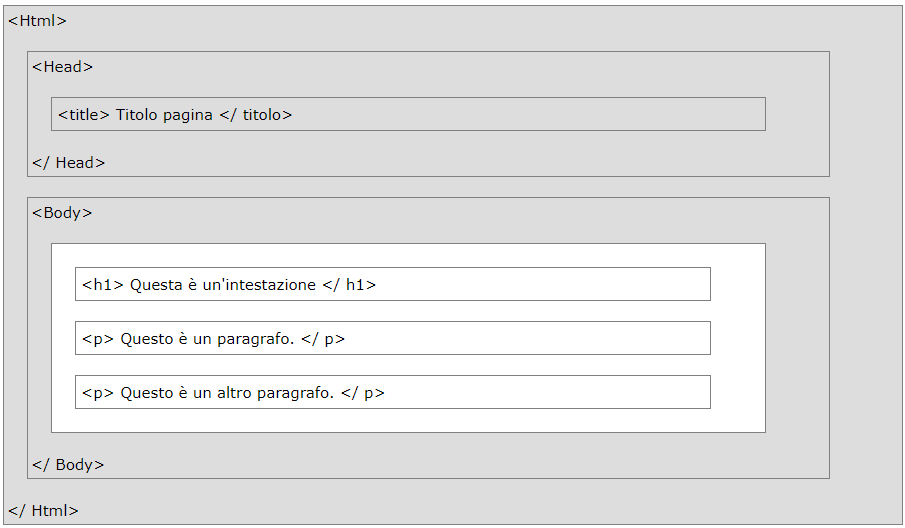 <Html>
<Head>
<title> Titolo pagina </ titolo>
</ Head>
<Body>
<h1> Questa è un'intestazione </ h1>
<p> Questo è un paragrafo. </ p>
<p> Questo è un altro paragrafo. </ p>
</ Body>
</ Html>